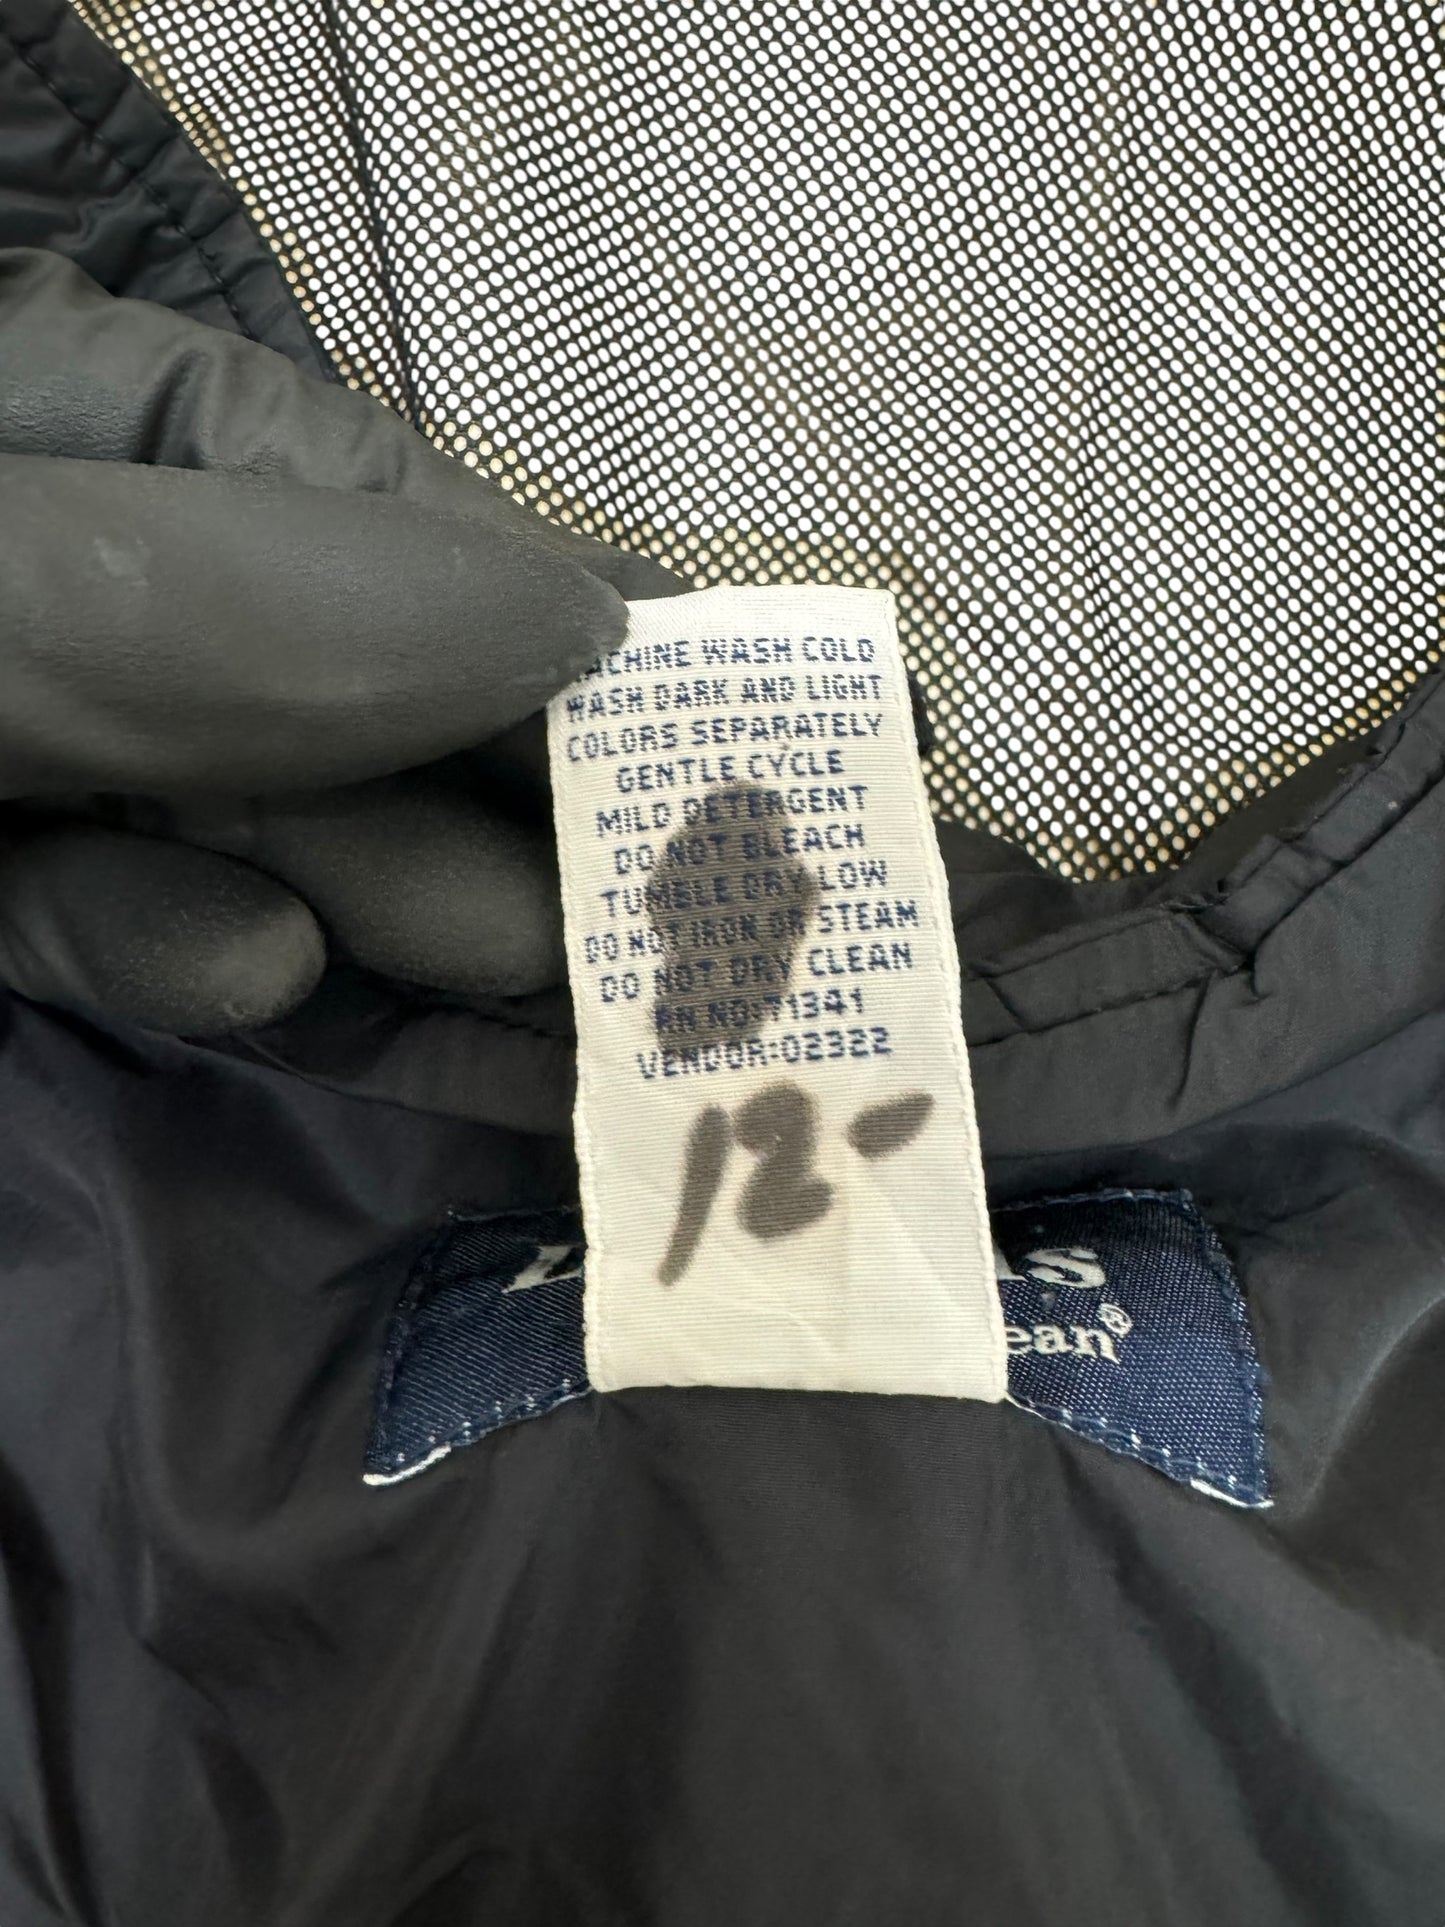 MACHINE WASH COLD
WASH DARK AND LIGHT
COLORS SEPARATELY
GENTLE CYCLE
MILD DETERGENT
DO NOT BLEACH
TUMBLE DRY LOW
DO NOT IRON OR STEAM
DO NOT DRY CLEAN
RN NO:71341
VENDOR:02322
12-
ean®